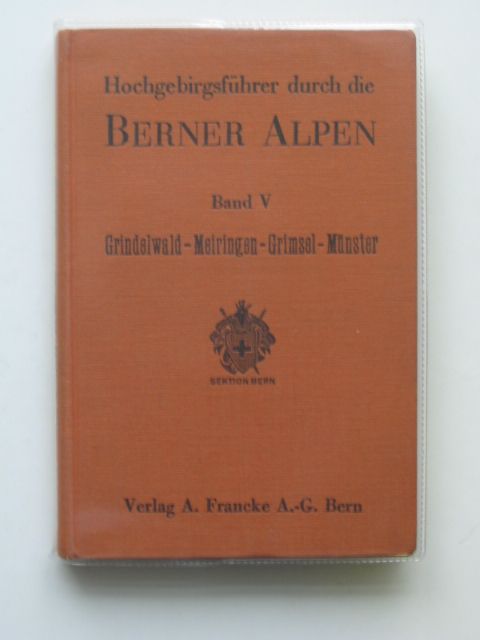 Hochgebirgsführer durch die
BERNER ALPEN
Band V
Grindelwald-Meiringen-Grimsel-Münster
SEKTION BERN
Verlag A. Francke A.-G. Bern